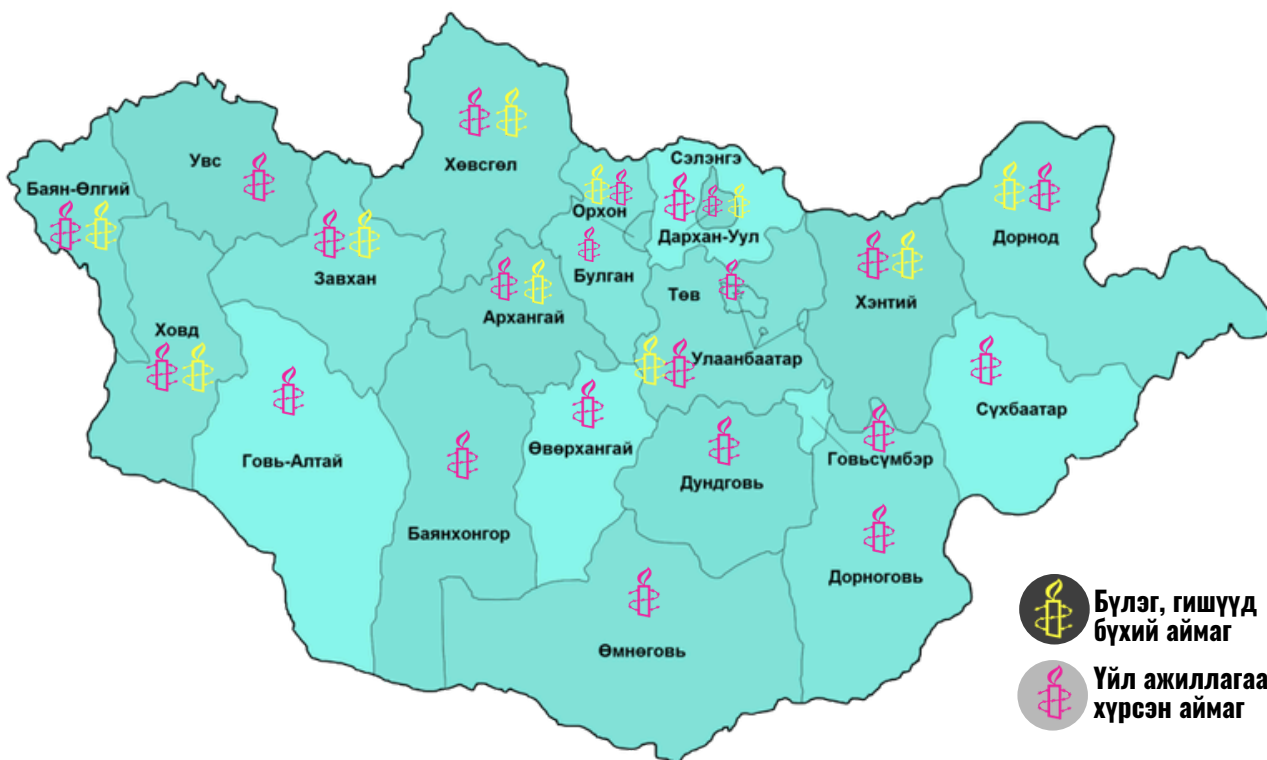 Увс
Баян-Өлгий
Хөвсгөл
Сэлэнгэ
Орхон
Дархан-Уул
Дорнод
Завхан
Булган
Төв
Хэнтий
Архангай
Ховд
Улаанбаатар
Сүхбаатар
Говь-Алтай
Өвөрхангай
Говьсүмбэр
Дундговь
Баянхонгор
Дорноговь
Өмнөговь
Бүлэг, гишүүд
бүхий аймаг
Үйл ажиллагаа
хүрсэн аймаг